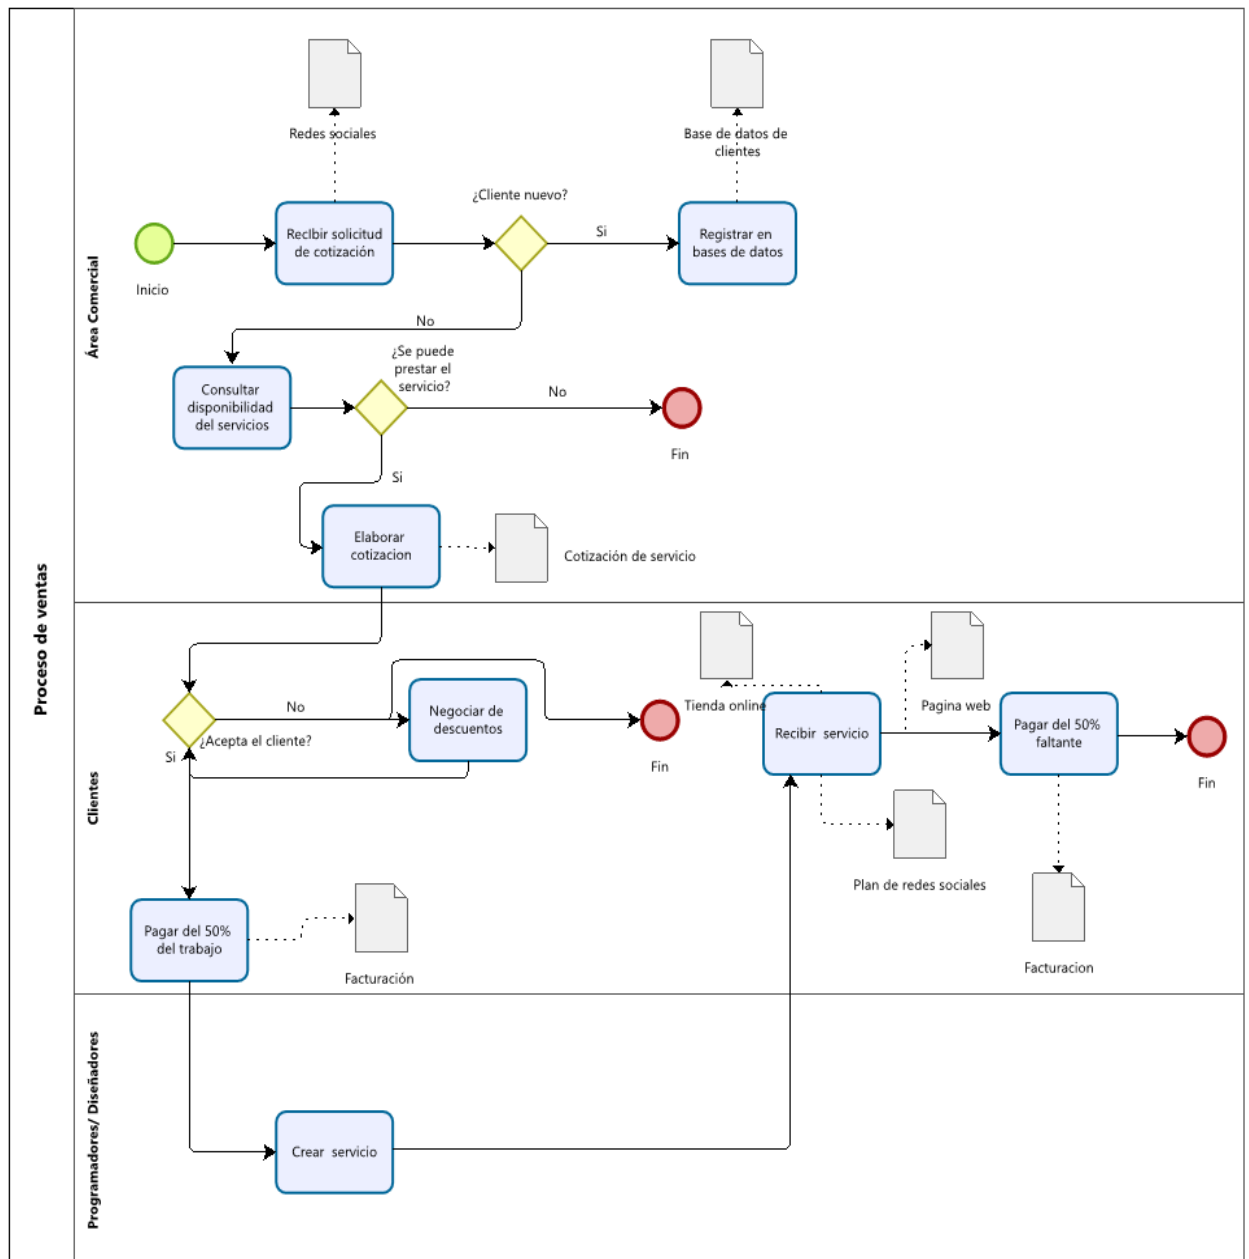 Proceso de ventas
Área Comercial
Redes sociales
Base de datos de
clientes
¿Cliente nuevo?
RecIbir solicitud
de cotización
Si
Registrar en
bases de datos
Inicio
No
¿Se puede
prestar el
servicio?
Consultar
disponibilidad
del servicios
No
Fin
Si
Elaborar
cotizacion
Cotización de servicio
Clientes
No
Negociar de
descuentos
¿Acepta el cliente?
Si
Fin
Tienda online
Recibir servicio
Pagina web
Pagar del 50%
faltante
Fin
Plan de redes sociales
Pagar del 50%
del trabajo
Facturación
Facturacion
Programadores/ Diseñadores
Crear servicio